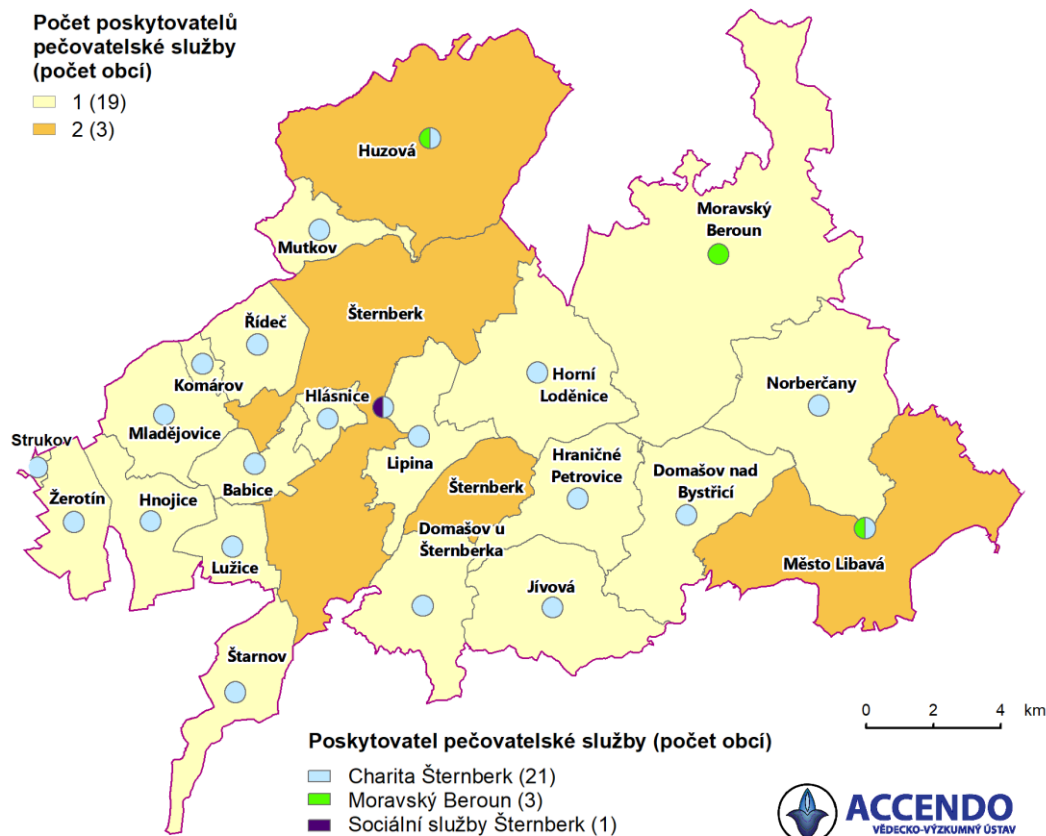 Počet poskytovatelů
pečovatelské služby
(počet obcí)
1 (19)
2 (3)
Huzová
Moravský
Beroun
Mutkov
Šternberk
Řídeč
Komárov
Hlásnice
Horní
Loděnice
Norberčany
Mladějovice
Strukov
Lipina
Hraničné
Petrovice
Domašov nad
Bystřicí
Babice
Šternberk
Žerotín
Hnojice
Domašov u
Šternberka
Město Libavá
Lužice
Jívová
Štarnov
0 2 4 km
Poskytovatel pečovatelské služby (počet obcí)
Charita Šternberk (21)
Moravský Beroun (3)
Sociální služby Šternberk (1)
ACCENDO
VĚDECKO-VÝZKUMNÝ ÚSTAV